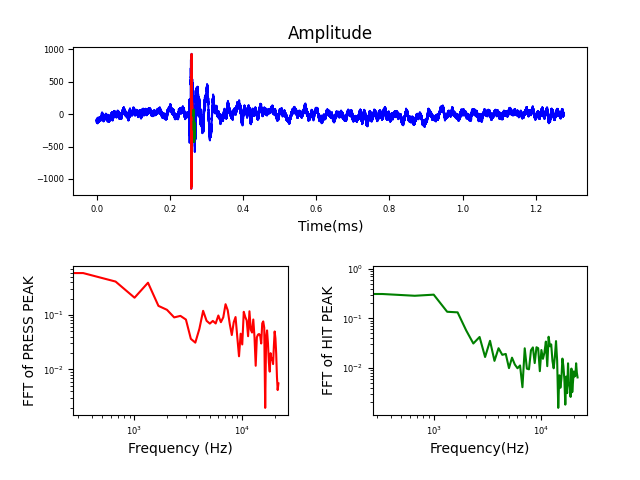 Amplitude
1000
500
0
−500
−1000
0.0 0.2 0.4 0.6 0.8 1.0 1.2
Time(ms)
FFT of PRESS PEAK
10⁻¹
10⁻²
10³ 10⁴
Frequency (Hz)
FFT of HIT PEAK
10⁰
10⁻¹
10⁻²
10³ 10⁴
Frequency(Hz)